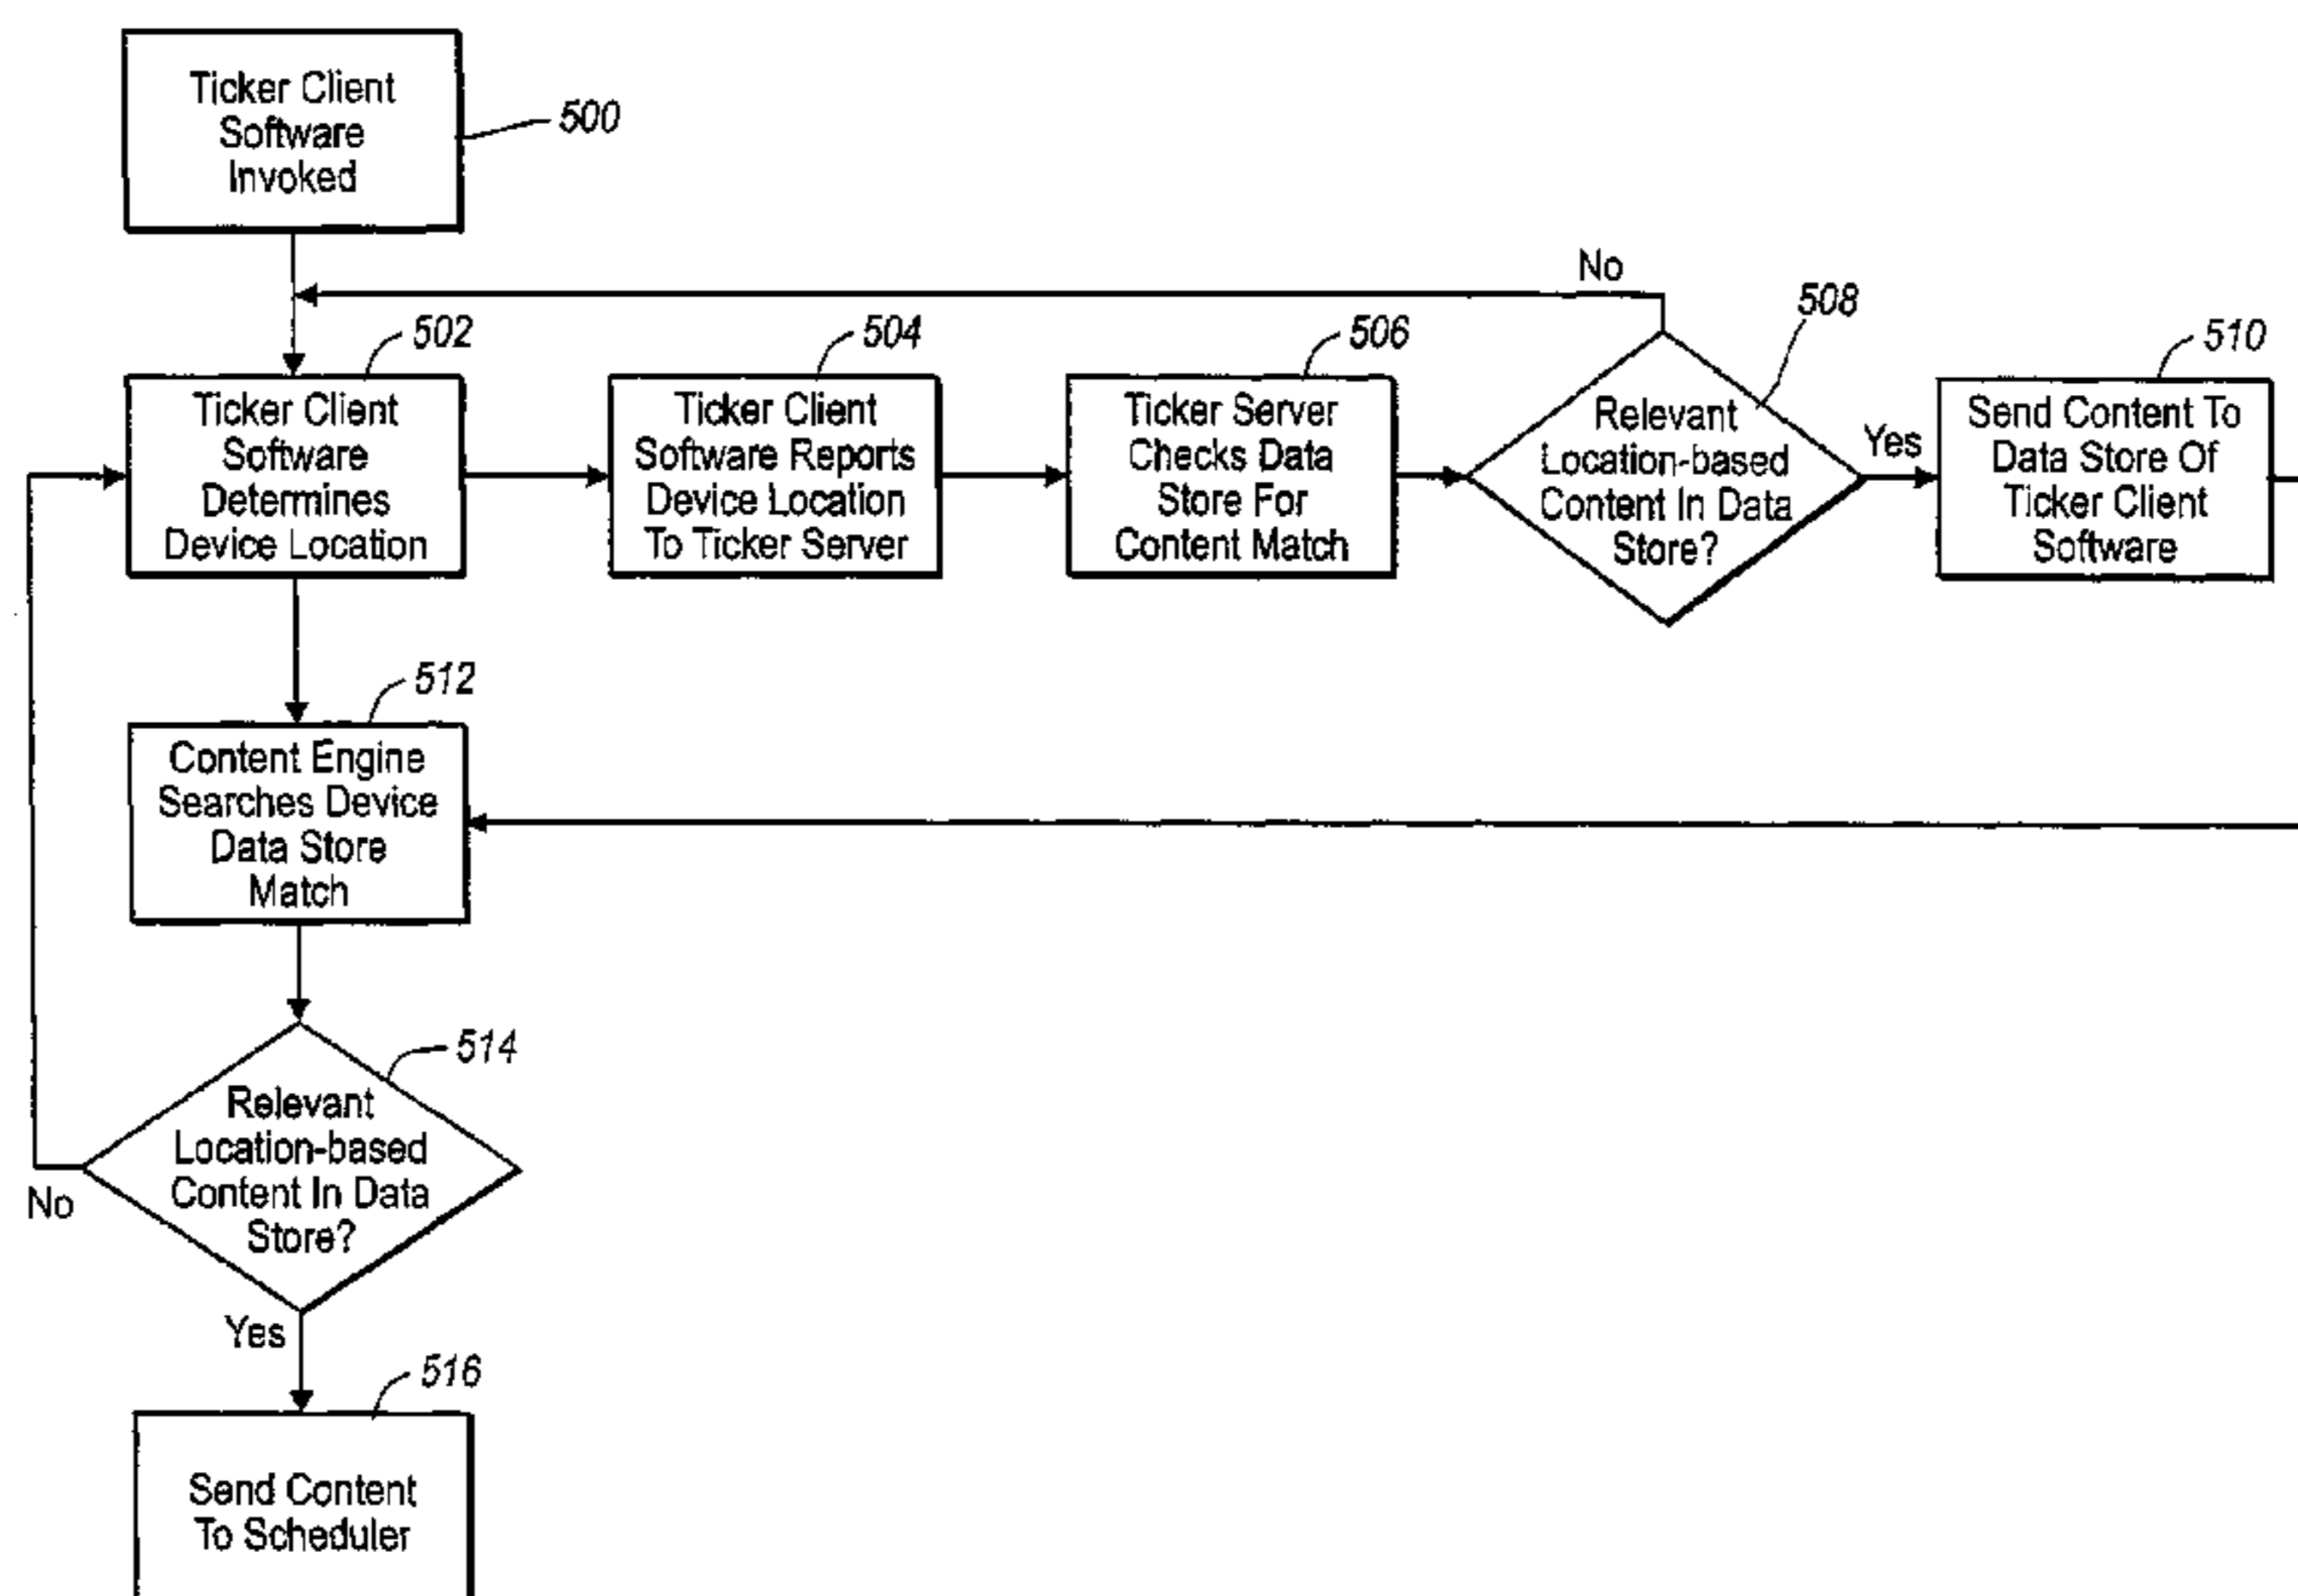 Ticker Client
Software
Invoked
500
No
502
Ticker Client
Software
Determines
Device Location
504
Ticker Client
Software Reports
Device Location
To Ticker Server
506
Ticker Server
Checks Data
Store For
Content Match
508
Relevant
Location-based
Content In Data
Store?
Yes
510
Send Content To
Data Store Of
Ticker Client
Software
512
Content Engine
Searches Device
Data Store
Match
514
Relevant
Location-based
Content In Data
Store?
No
Yes
516
Send Content
To Scheduler